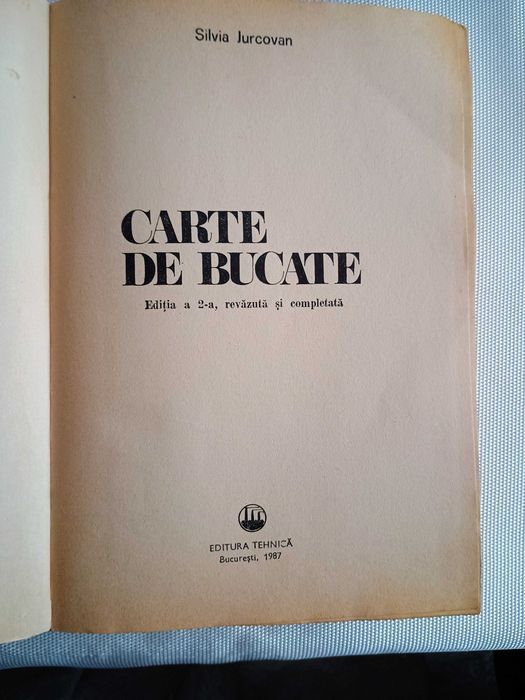 Silvia Jurcovan
CARTE
DE BUCATE
Ediția a 2-a, revăzută și completată
EDITURA TEHNICĂ
București, 1987